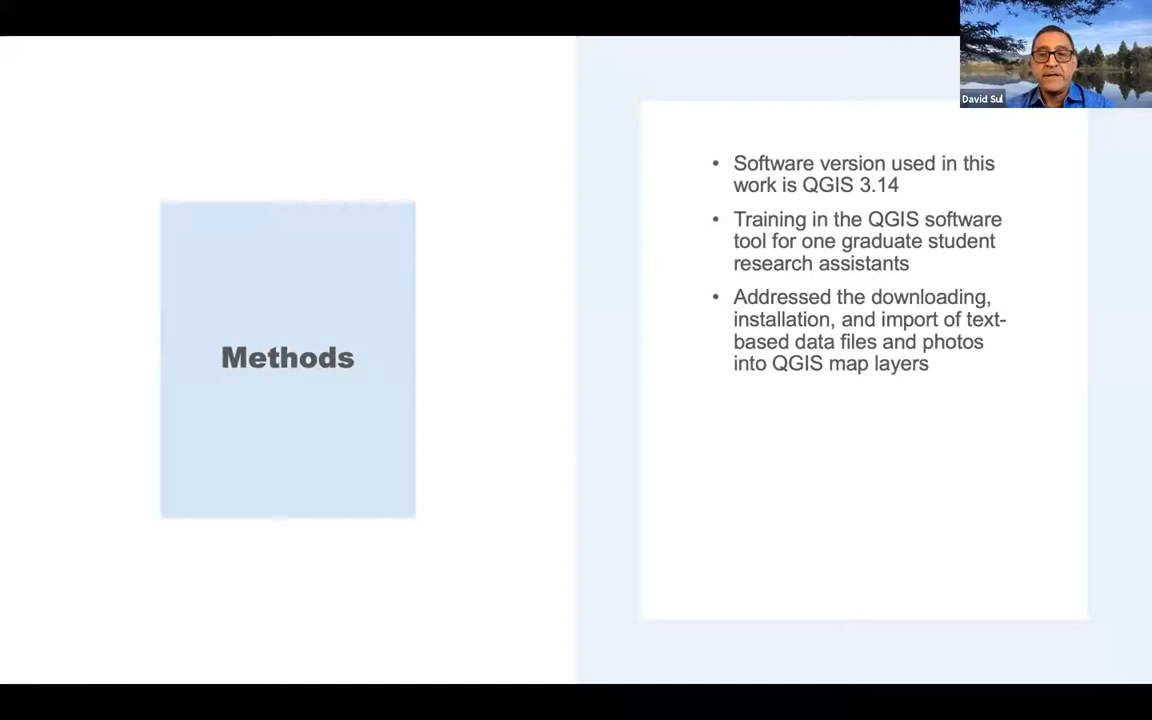 David Sul
Methods
• Software version used in this
work is QGIS 3.14
• Training in the QGIS software
tool for one graduate student
research assistants
• Addressed the downloading,
installation, and import of text-
based data files and photos
into QGIS map layers